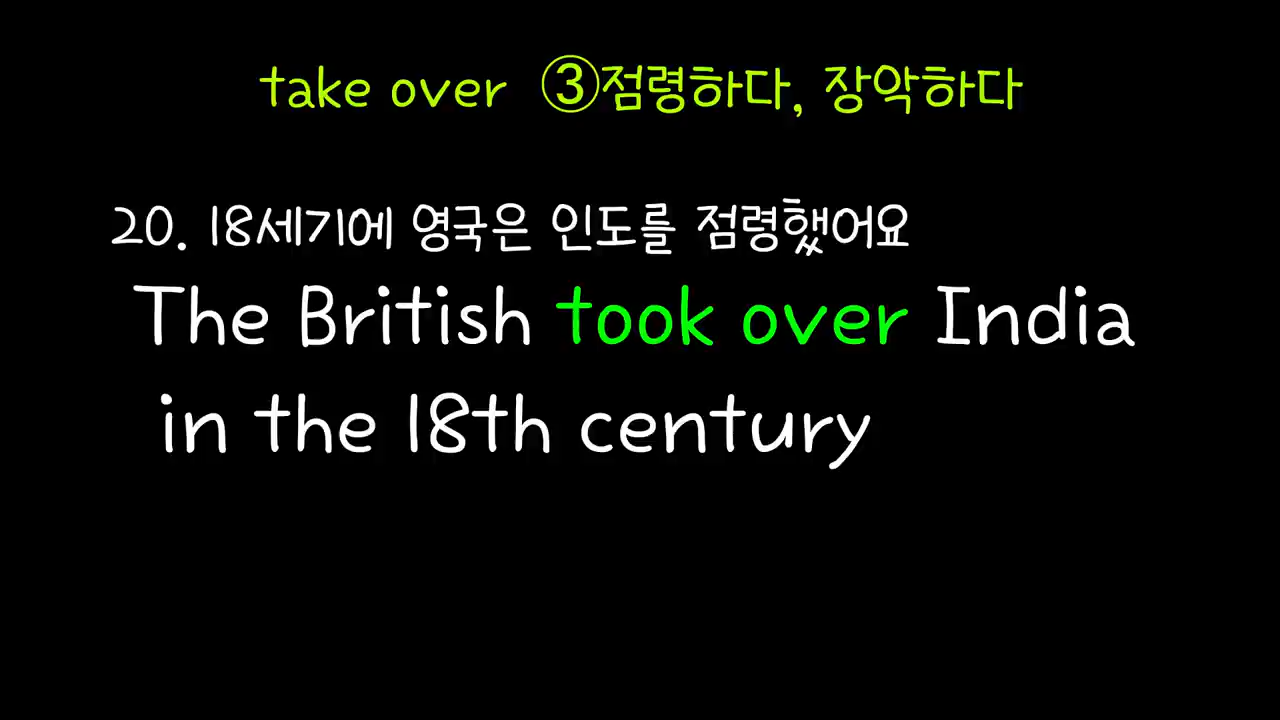 take over ③점령하다, 장악하다
20. 18세기에 영국은 인도를 점령했어요
The British took over India
in the 18th century